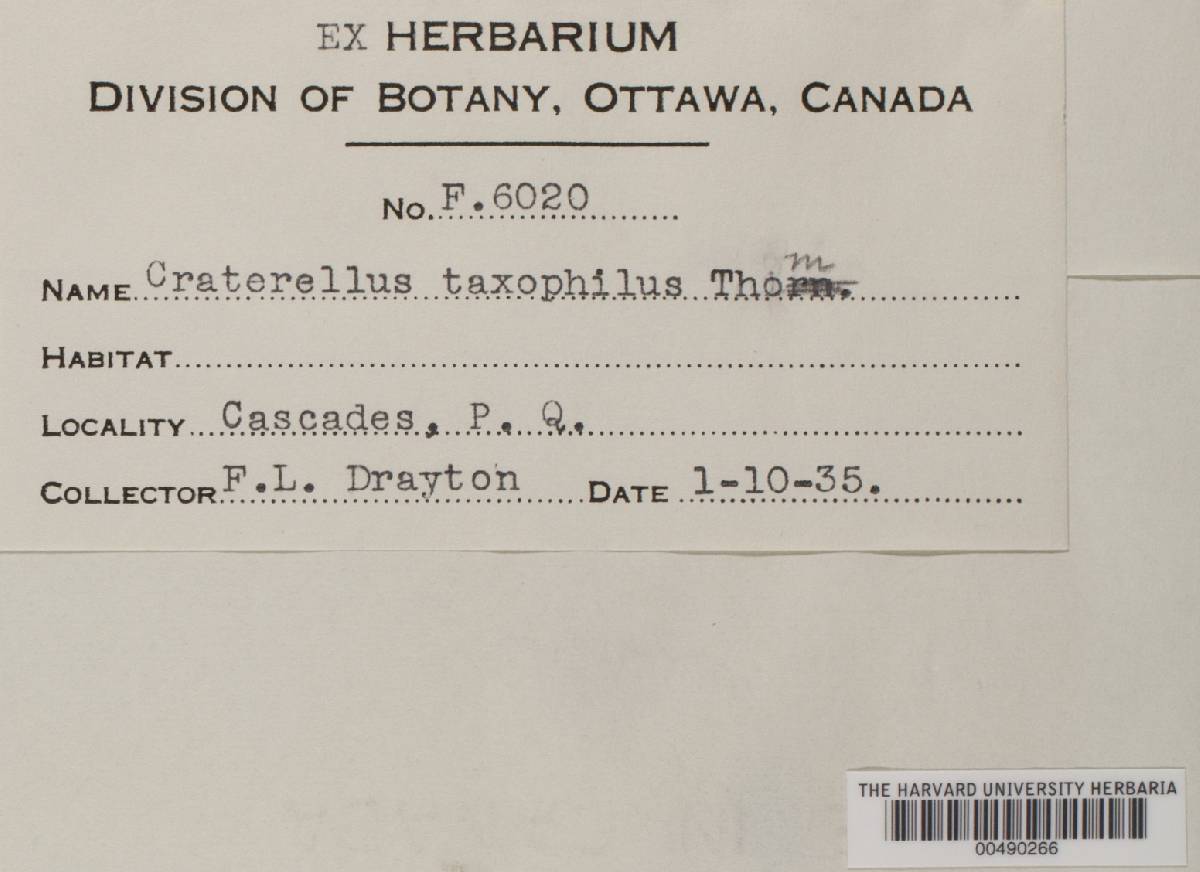 EX HERBARIUM
DIVISION OF BOTANY, OTTAWA, CANADA
No. F.6020
NAME Craterellus taxophilus Thorn. m
HABITAT
LOCALITY Cascades, P. Q.
COLLECTOR F.L. Drayton DATE 1-10-35.
THE HARVARD UNIVERSITY HERBARIA
00490266